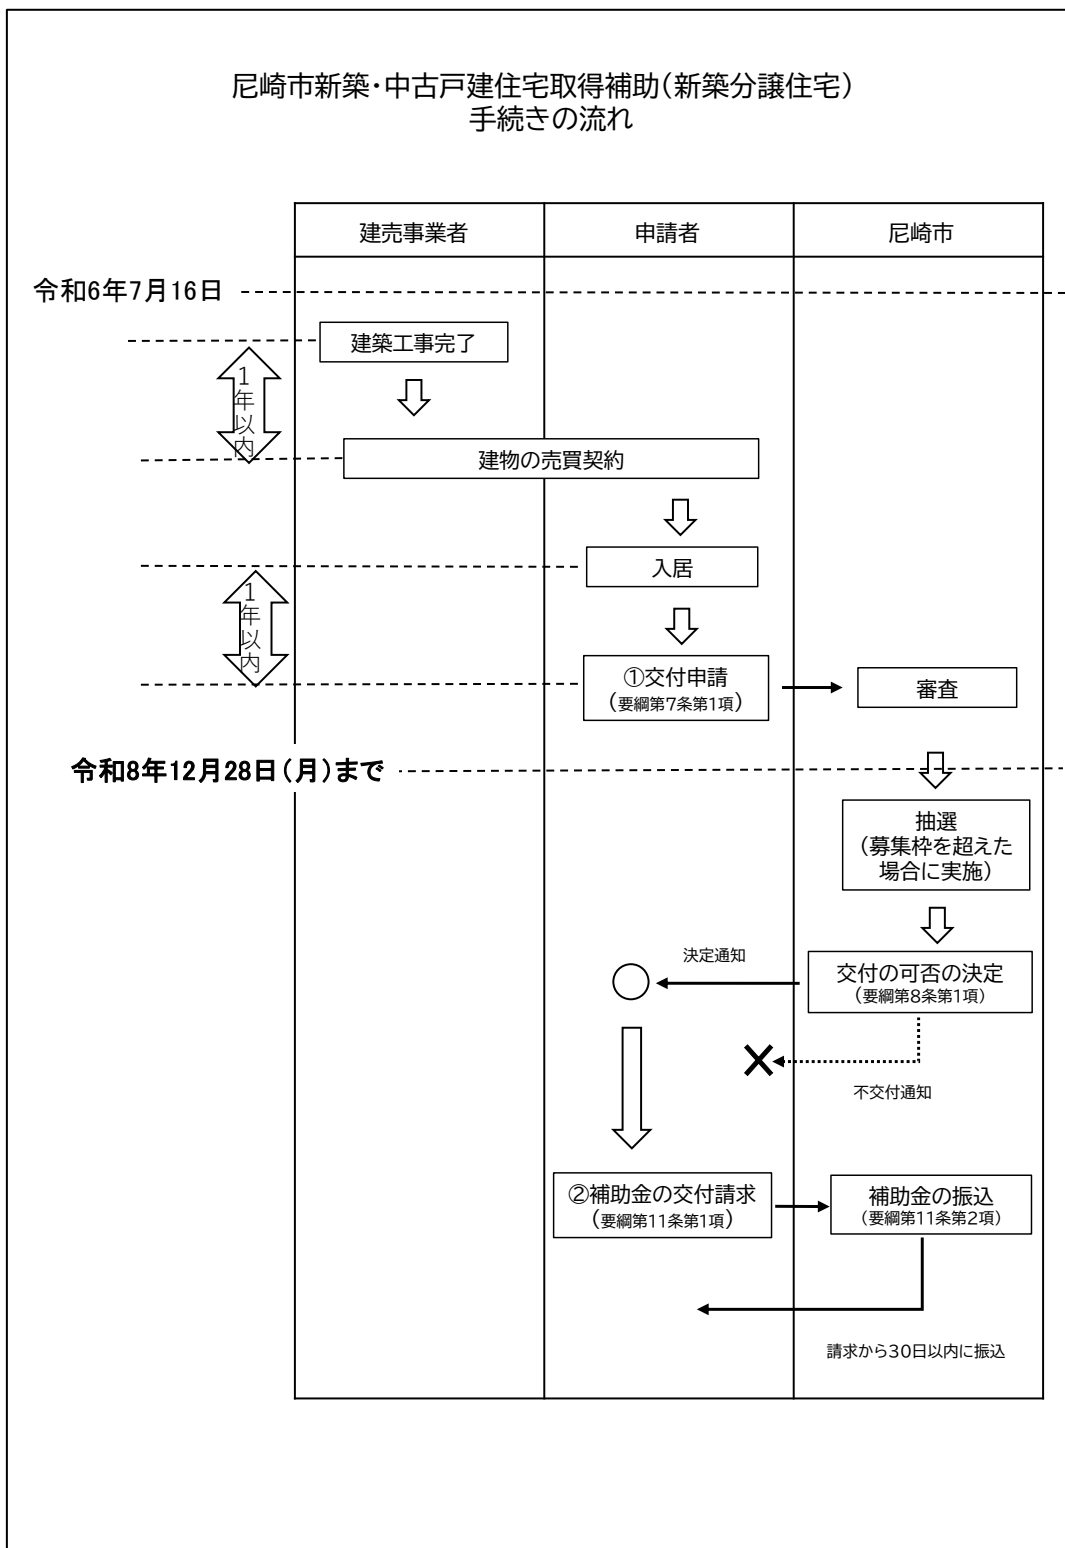 尼崎市新築・中古戸建住宅取得補助(新築分譲住宅)
手続きの流れ
建売事業者
申請者
尼崎市
令和6年7月16日
建築工事完了
1年以内
建物の売買契約
入居
1年以内
①交付申請
(要綱第7条第1項)
審査
令和8年12月28日(月)まで
抽選
(募集枠を超えた
場合に実施)
決定通知
交付の可否の決定
(要綱第8条第1項)
不交付通知
②補助金の交付請求
(要綱第11条第1項)
補助金の振込
(要綱第11条第2項)
請求から30日以内に振込